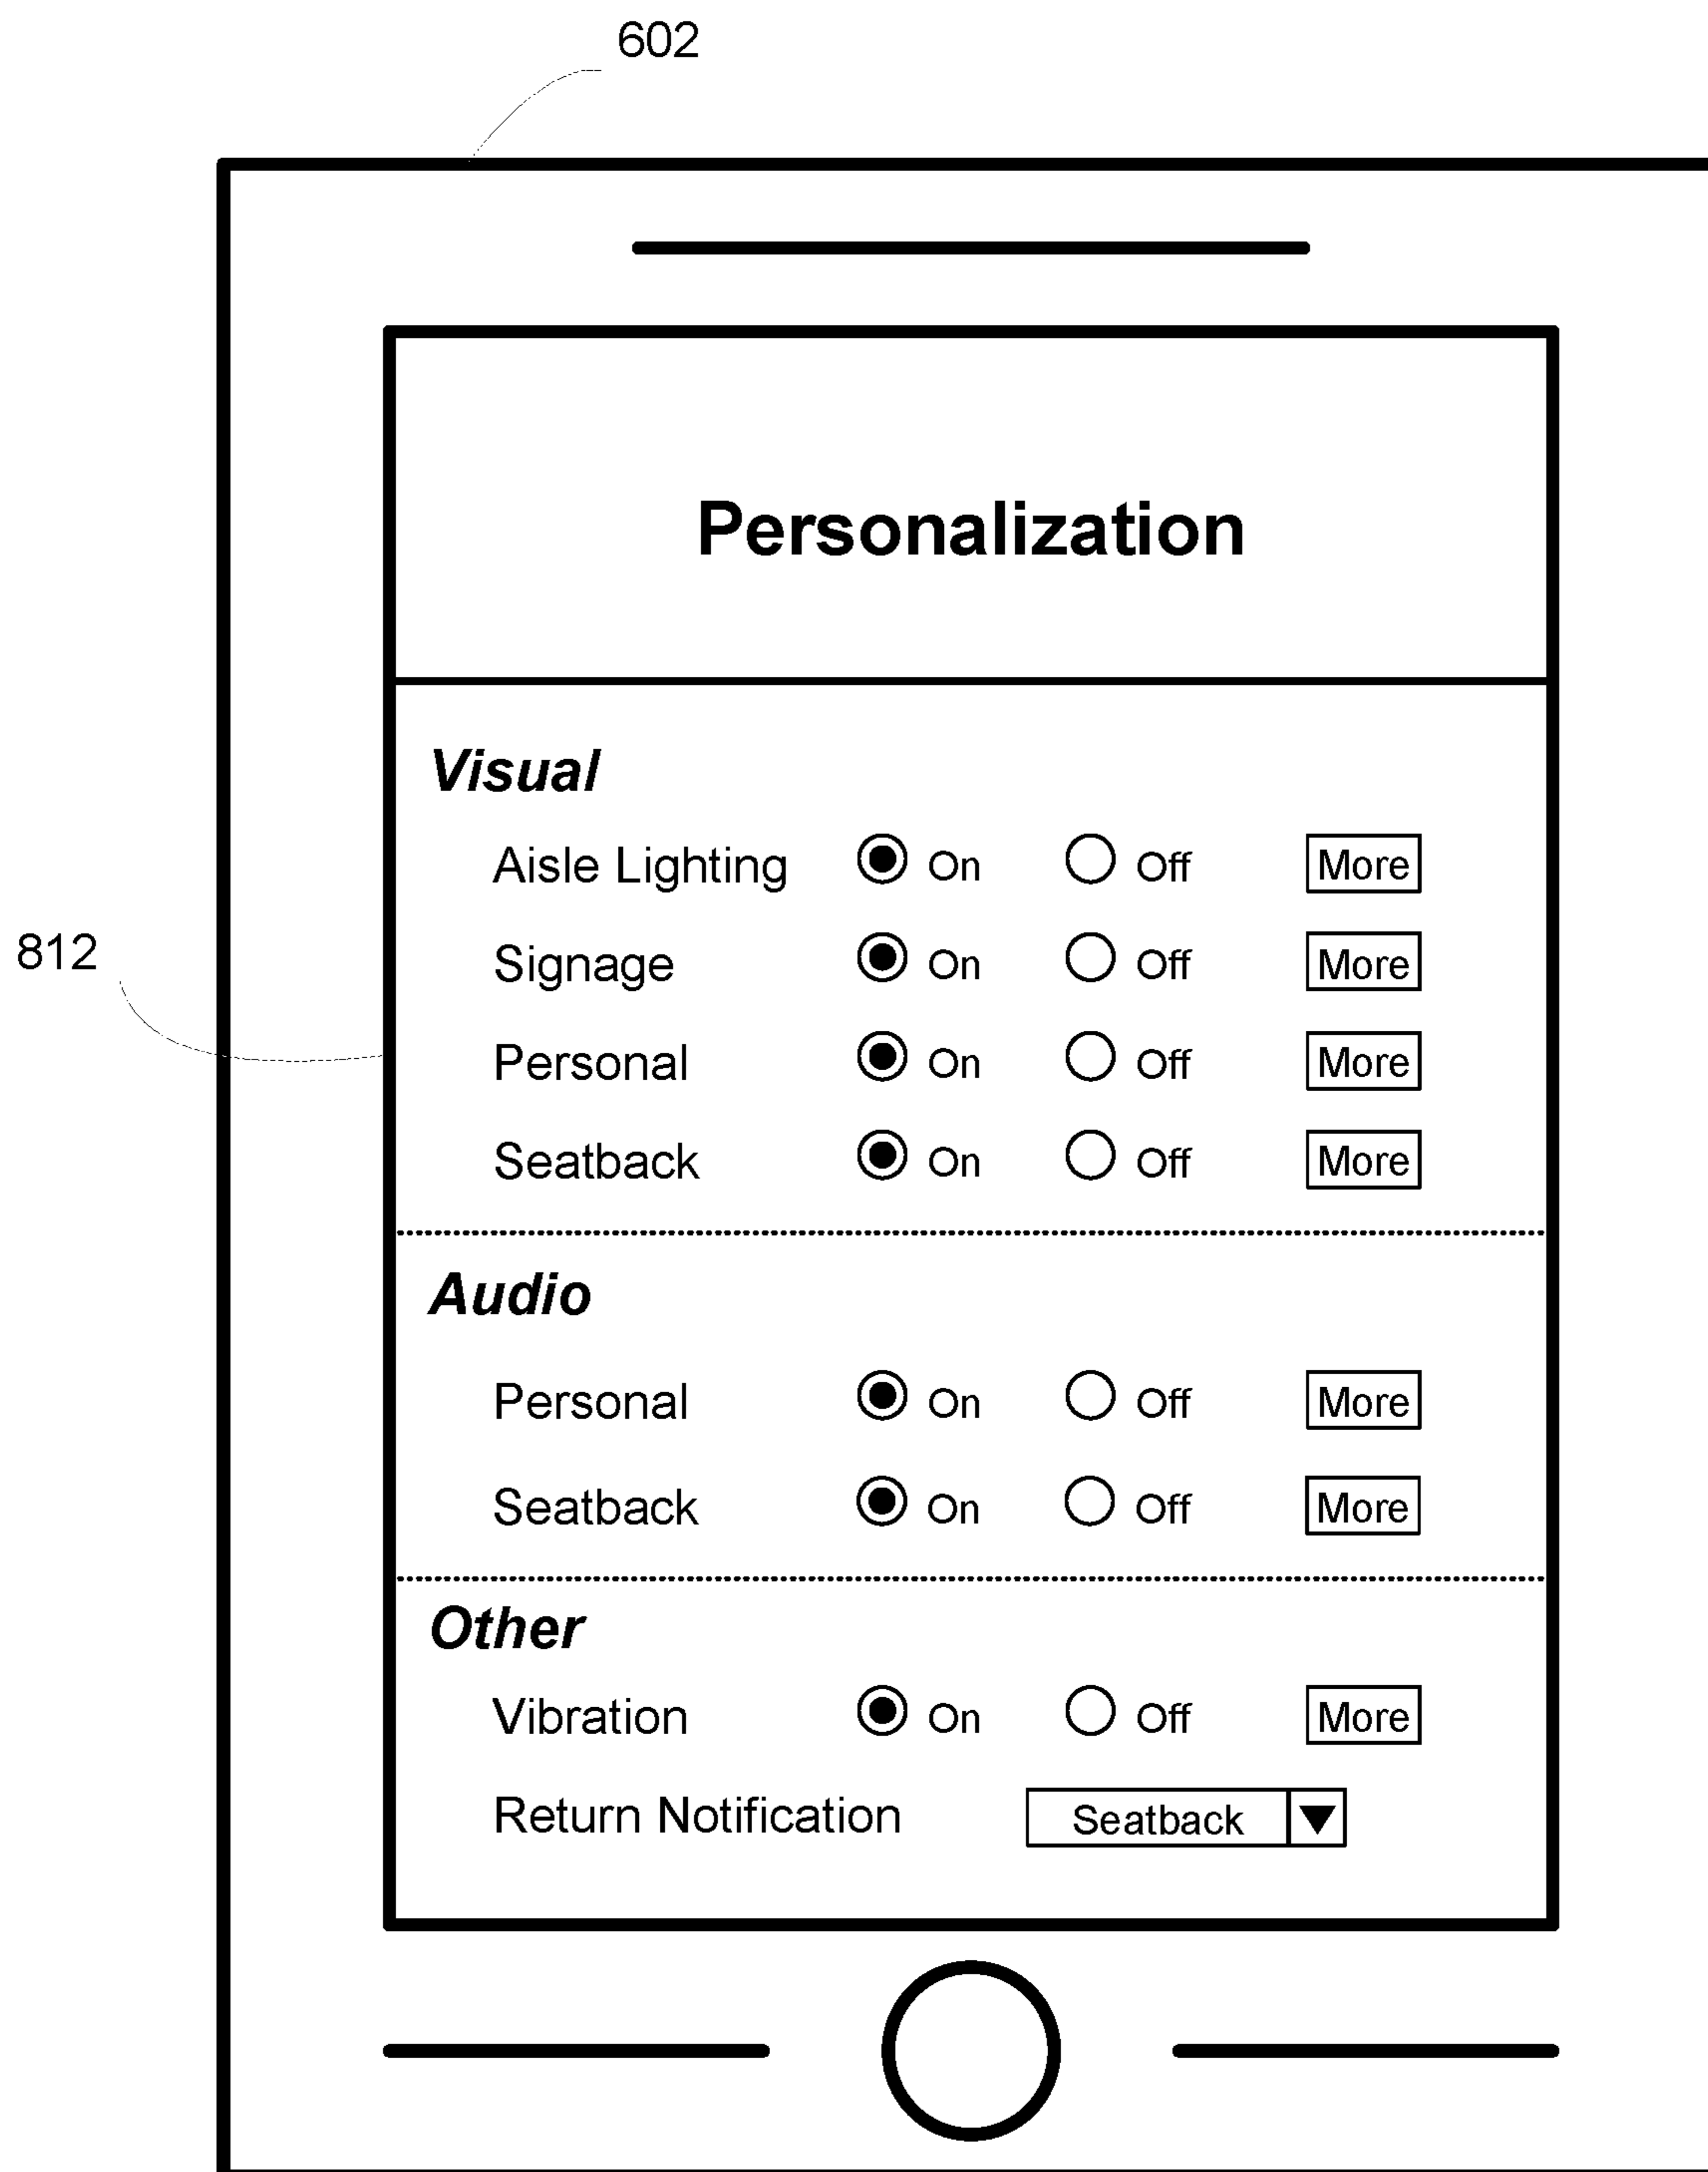 602
Personalization
Visual
Aisle Lighting On Off More
Signage On Off More
812
Personal On Off More
Seatback On Off More
Audio
Personal On Off More
Seatback On Off More
Other
Vibration On Off More
Return Notification Seatback